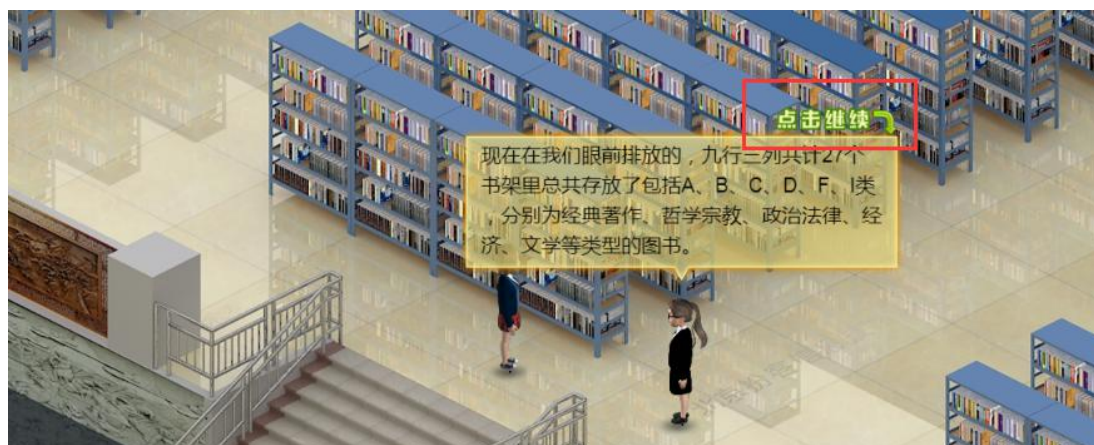 点击继续
现在在我们眼前排放的，九行三列共计27个
书架里总共存放了包括A、B、C、D、F、I类
，分别为经典著作、哲学宗教、政治法律、经
济、文学等类型的图书。